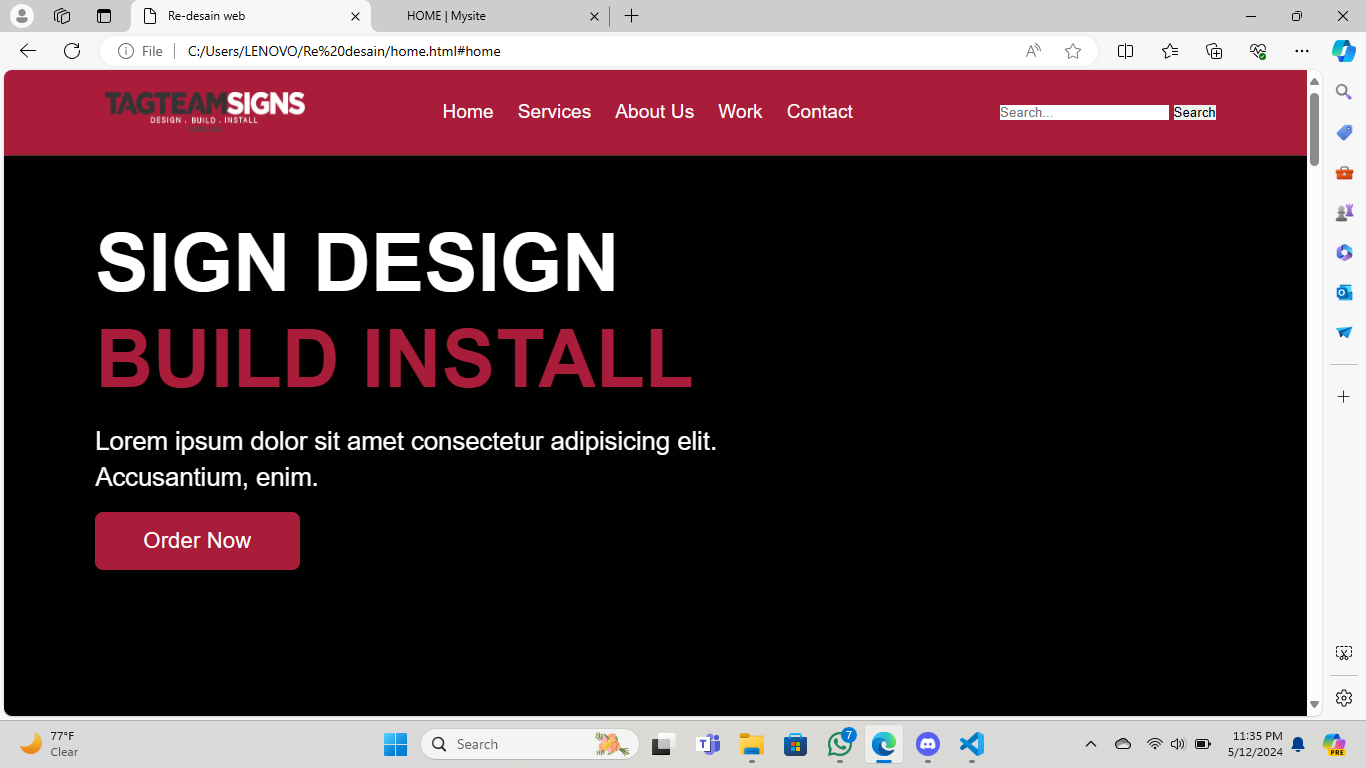 Re-desain web
HOME | Mysite
File
C:/Users/LENOVO/Re%20desain/home.html#home
TAGTEAMSIGNS
DESIGN . BUILD . INSTALL
Home
Services
About Us
Work
Contact
Search...
Search
SIGN DESIGN
BUILD INSTALL
Lorem ipsum dolor sit amet consectetur adipisicing elit.
Accusantium, enim.
Order Now
77°F
Clear
Search
7
11:35 PM
5/12/2024
PRE